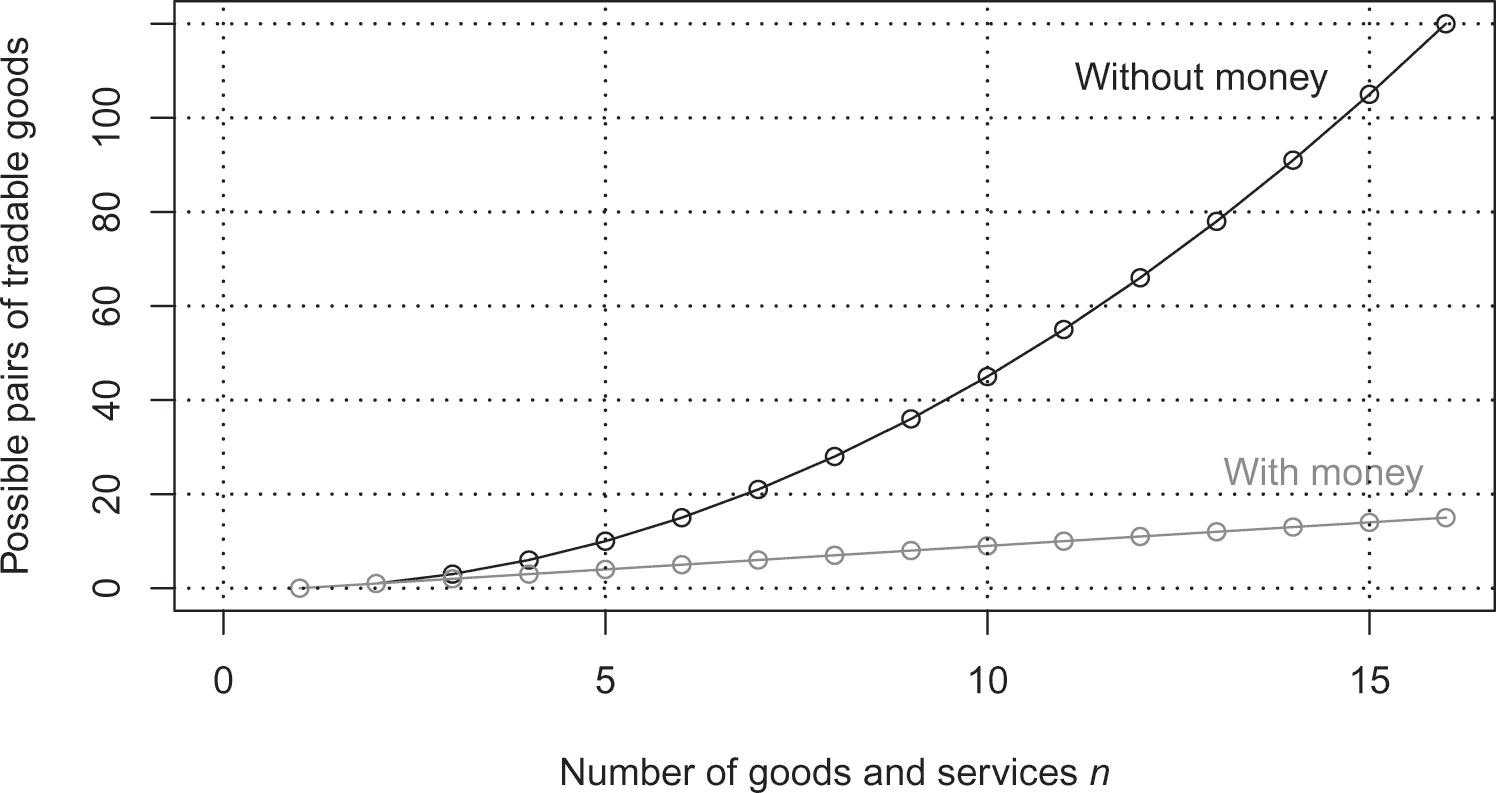 Possible pairs of tradable goods
100
80
60
40
20
0
Without money
With money
0 5 10 15
Number of goods and services n